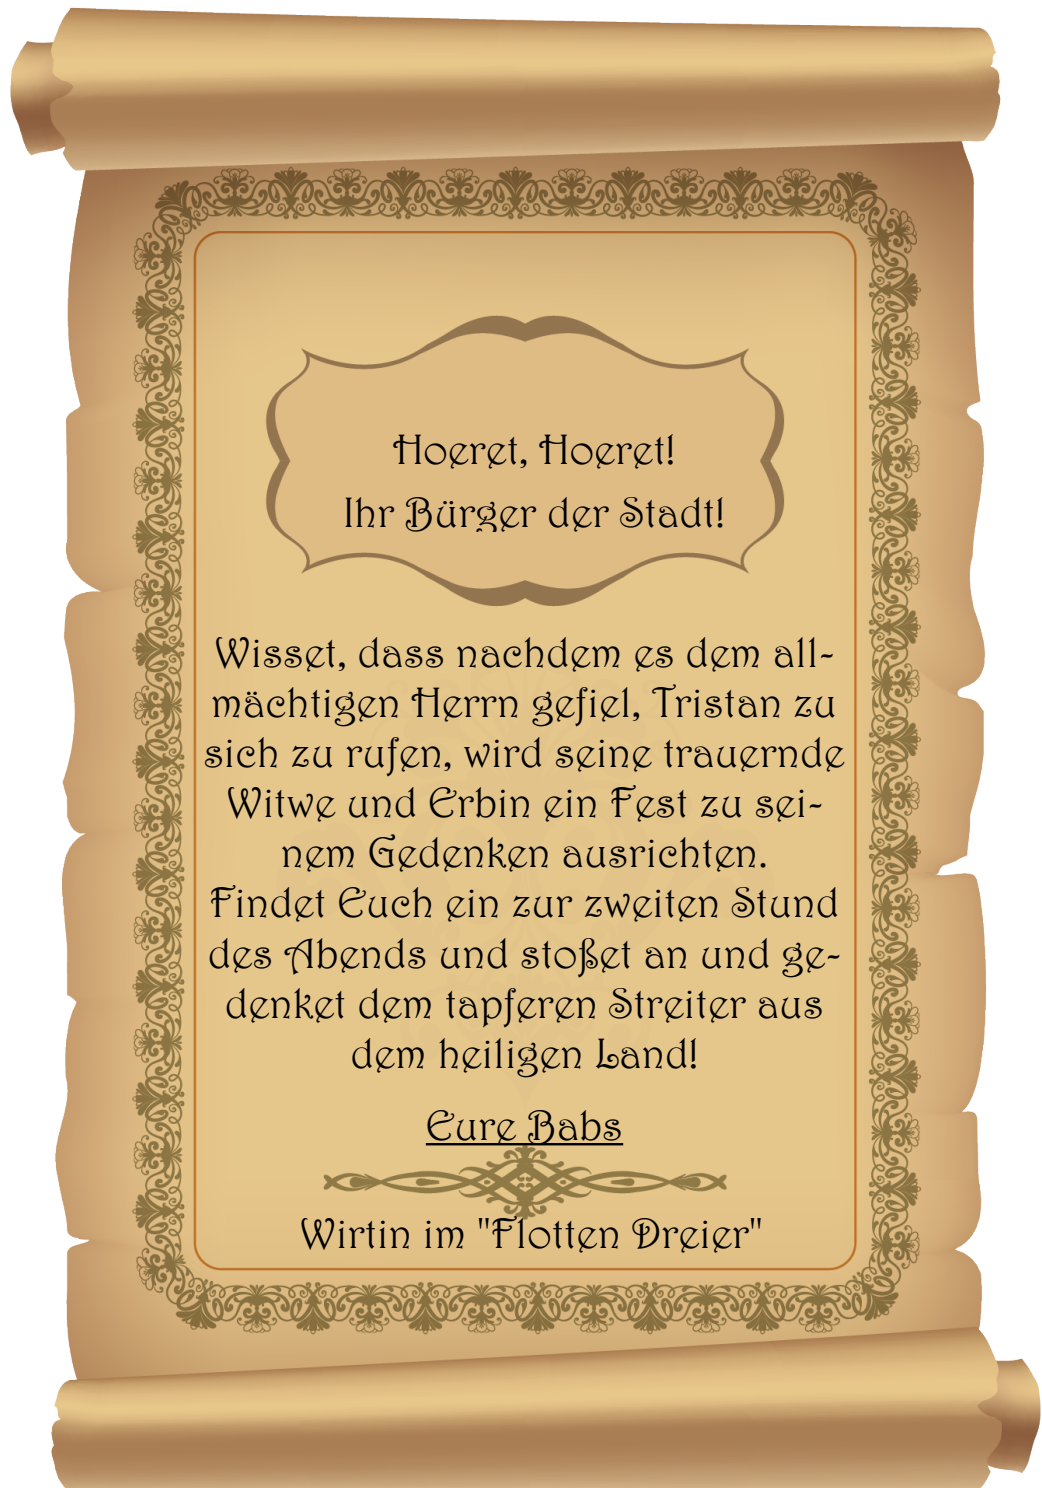 Hoeret, Hoeret!
Ihr Bürger der Stadt!
Wisset, dass nachdem es dem all-
mächtigen Herrn gefiel, Tristan zu
sich zu rufen, wird seine trauernde
Witwe und Erbin ein Fest zu sei-
nem Gedenken ausrichten.
Findet Euch ein zur zweiten Stund
des Abends und stoßet an und ge-
denket dem tapferen Streiter aus
dem heiligen Land!
Eure Babs
Wirtin im "Flotten Dreier"